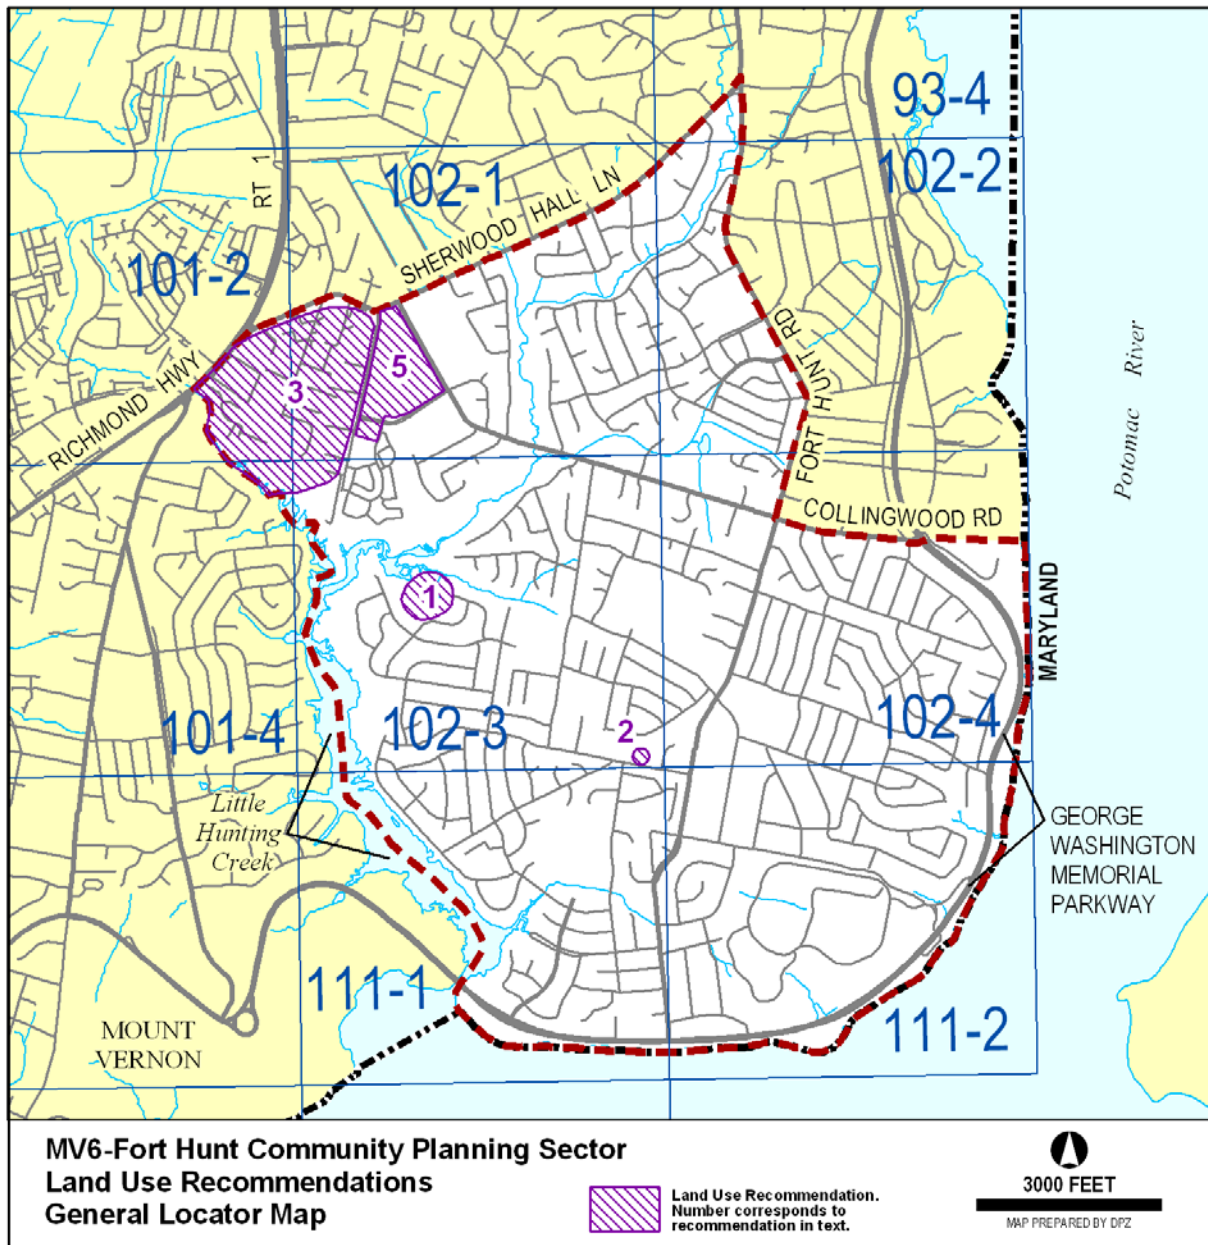 93-4
102-2
102-1
RT 1
SHERWOOD HALL LN
101-2
RICHMOND HWY
3
5
FORT HUNT RD
Potomac River
COLLINGWOOD RD
MARYLAND
1
2
101-4
102-3
102-4
Little
Hunting
Creek
GEORGE
WASHINGTON
MEMORIAL
PARKWAY
111-1
111-2
MOUNT
VERNON
MV6-Fort Hunt Community Planning Sector
Land Use Recommendations
General Locator Map
Land Use Recommendation.
Number corresponds to
recommendation in text.
3000 FEET
MAP PREPARED BY DPZ